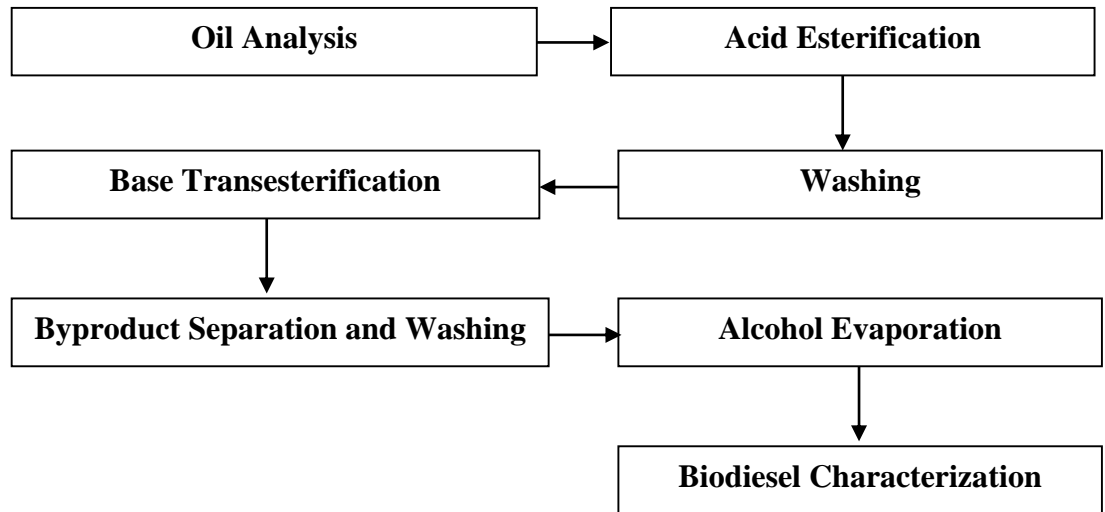 Oil Analysis
Acid Esterification
Washing
Base Transesterification
Byproduct Separation and Washing
Alcohol Evaporation
Biodiesel Characterization